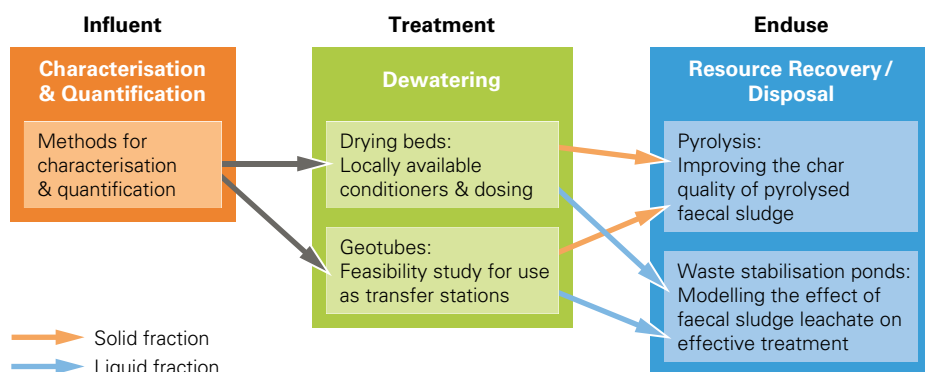 Influent
Treatment
Enduse
Characterisation
& Quantification
Methods for
characterisation
& quantification
Dewatering
Drying beds:
Locally available
conditioners & dosing
Geotubes:
Feasibility study for use
as transfer stations
Resource Recovery /
Disposal
Pyrolysis:
Improving the char
quality of pyrolysed
faecal sludge
Waste stabilisation ponds:
Modelling the effect of
faecal sludge leachate on
effective treatment
Solid fraction
Liquid fraction